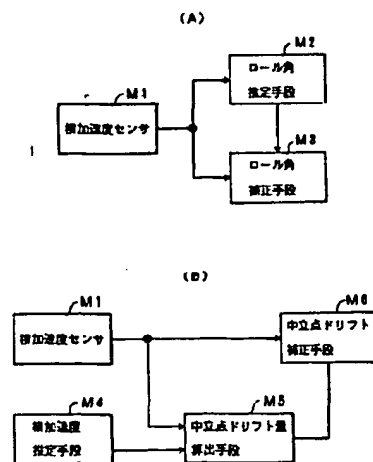 (A)
M1
横加速度センサ
M2
ロール角
推定手段
M3
ロール角
補正手段
(B)
M1
横加速度センサ
M6
中立点ドリフト
補正手段
M4
横加速度
推定手段
M5
中立点ドリフト量
算出手段